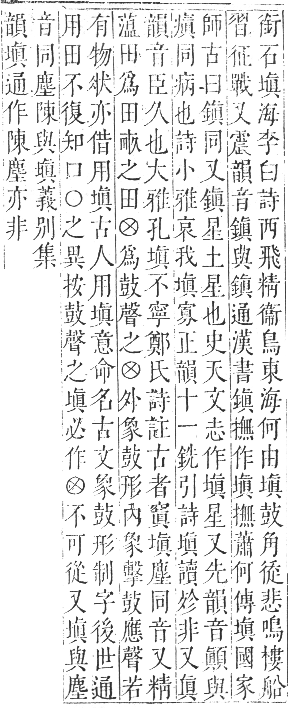 銜石塡海李白詩西飛精衞鳥東海何由塡鼓角從悲鳴樓船
習征戰又震韻音鎭與鎭通漢書鎭撫作塡撫蕭何傳塡國家
師古曰鎭同又鎭星土星也史天文志作塡星又先韻音顚與
瘨同病也詩小雅哀我塡寡正韻十一銑引詩塡讀㐱非又眞
韻音臣久也大雅孔塡不寧鄭氏詩註古者窴塡塵同音又精
薀田爲田畝之田⊗爲鼓聲之⊗外象鼓形內象擊鼓應聲若
有物狀亦借用塡古人用塡意命名古文象鼓形制字後世通
用田不復知口○之異按鼓聲之塡必作⊗不可從又塡與塵
音同塵陳與塡義別集
韻塡通作陳塵亦非